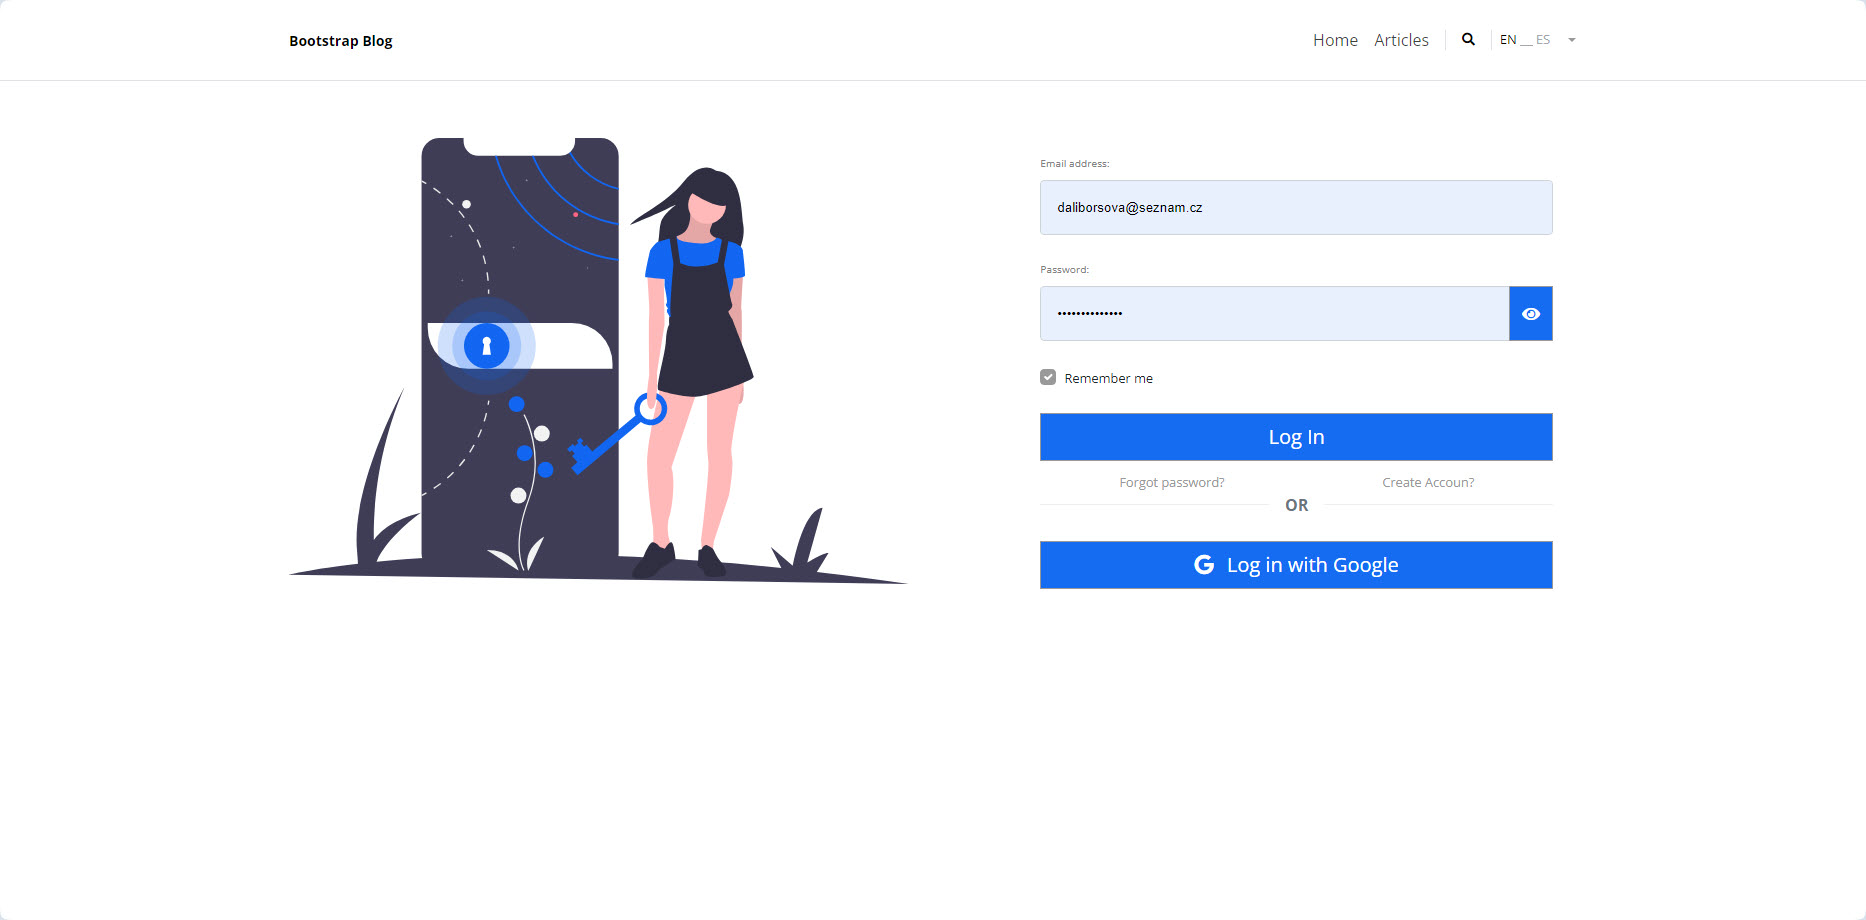 Bootstrap Blog
Home Articles EN __ ES
Email address:
daliborsova@seznam.cz
Password:
••••••••••••••
Remember me
Log In
Forgot password? Create Accoun?
OR
Log in with Google